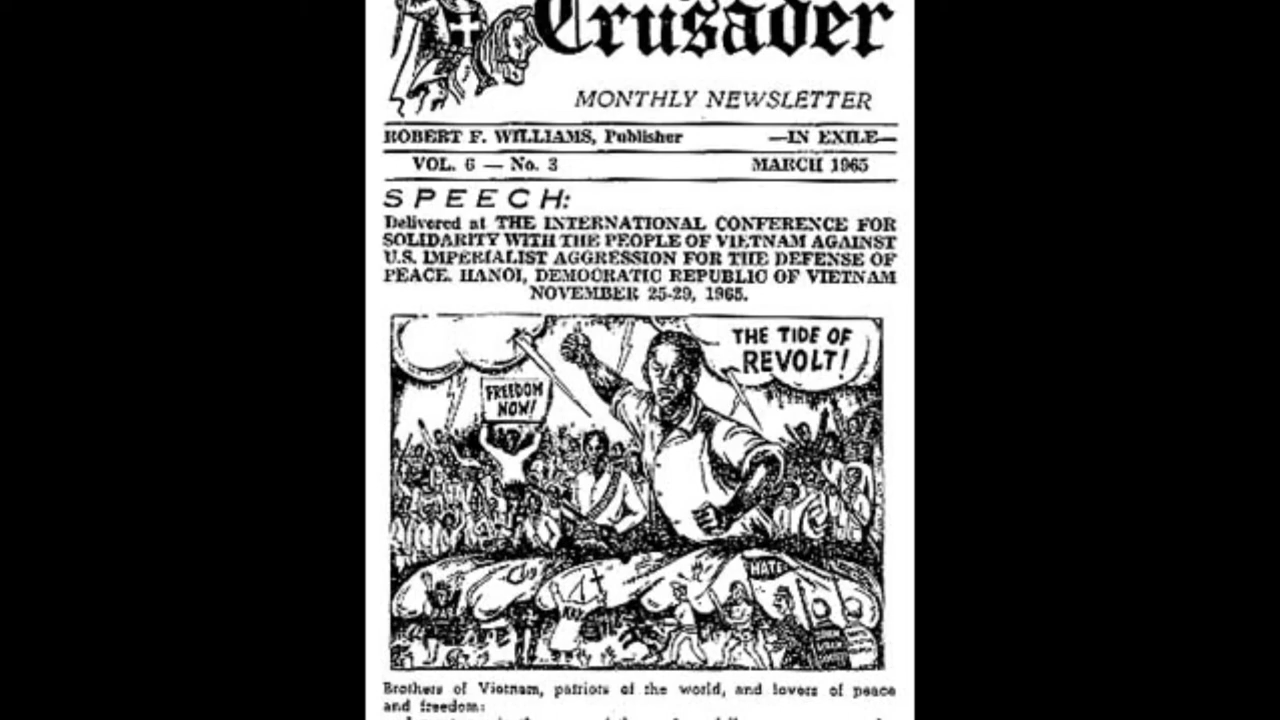 Crusader
MONTHLY NEWSLETTER
ROBERT F. WILLIAMS, Publisher —IN EXILE—
VOL. 6 — No. 3 MARCH 1965
SPEECH:
Delivered at THE INTERNATIONAL CONFERENCE FOR
SOLIDARITY WITH THE PEOPLE OF VIETNAM AGAINST
U.S. IMPERIALIST AGGRESSION FOR THE DEFENSE OF
PEACE. HANOI, DEMOCRATIC REPUBLIC OF VIETNAM
NOVEMBER 25-29, 1965.
THE TIDE OF
REVOLT!
FREEDOM
NOW!
HATE
Brothers of Vietnam, patriots of the world, and lovers of peace
and freedom: